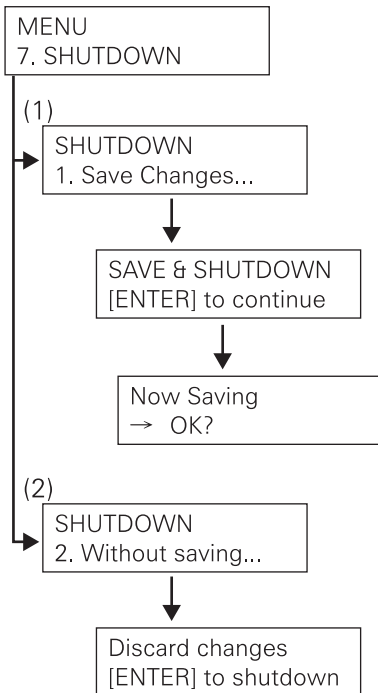 MENU
7. SHUTDOWN
(1)
SHUTDOWN
1. Save Changes...
SAVE & SHUTDOWN
[ENTER] to continue
Now Saving
→ OK?
(2)
SHUTDOWN
2. Without saving...
Discard changes
[ENTER] to shutdown